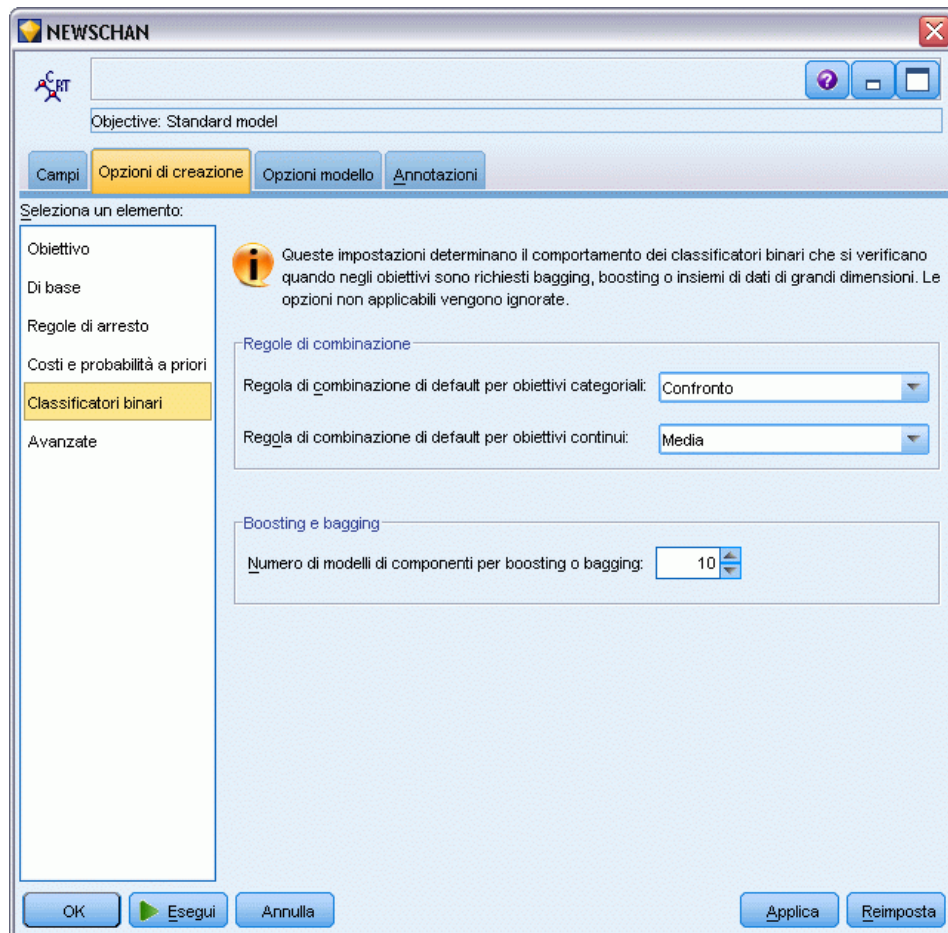 NEWSCHAN
CRT
Objective: Standard model
Campi
Opzioni di creazione
Opzioni modello
Annotazioni
Seleziona un elemento:
Obiettivo
Di base
Regole di arresto
Costi e probabilità a priori
Classificatori binari
Avanzate
Queste impostazioni determinano il comportamento dei classificatori binari che si verificano
quando negli obiettivi sono richiesti bagging, boosting o insiemi di dati di grandi dimensioni. Le
opzioni non applicabili vengono ignorate.
Regole di combinazione
Regola di combinazione di default per obiettivi categoriali: Confronto
Regola di combinazione di default per obiettivi continui: Media
Boosting e bagging
Numero di modelli di componenti per boosting o bagging: 10
OK
Esegui
Annulla
Applica
Reimposta